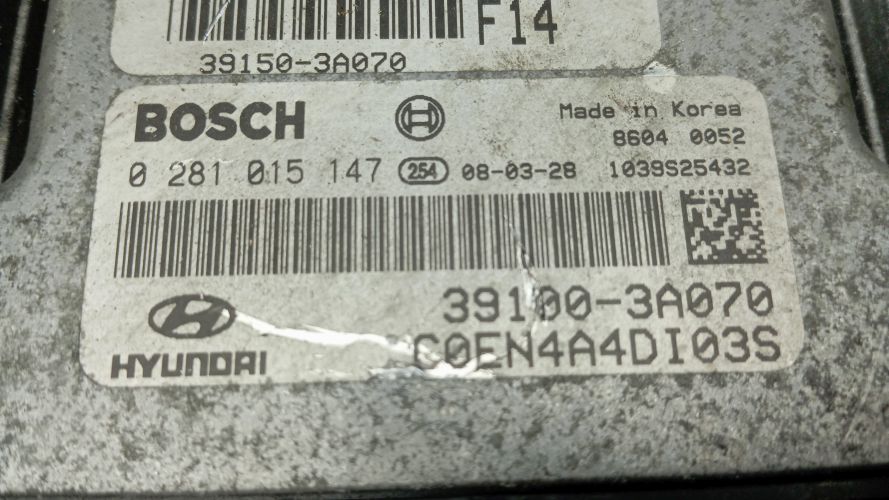 F14
39150-3A070
BOSCH
Made in Korea
8604 0052
0 281 015 147 254 08-03-28 1039S25432
39100-3A070
HYUNDAI